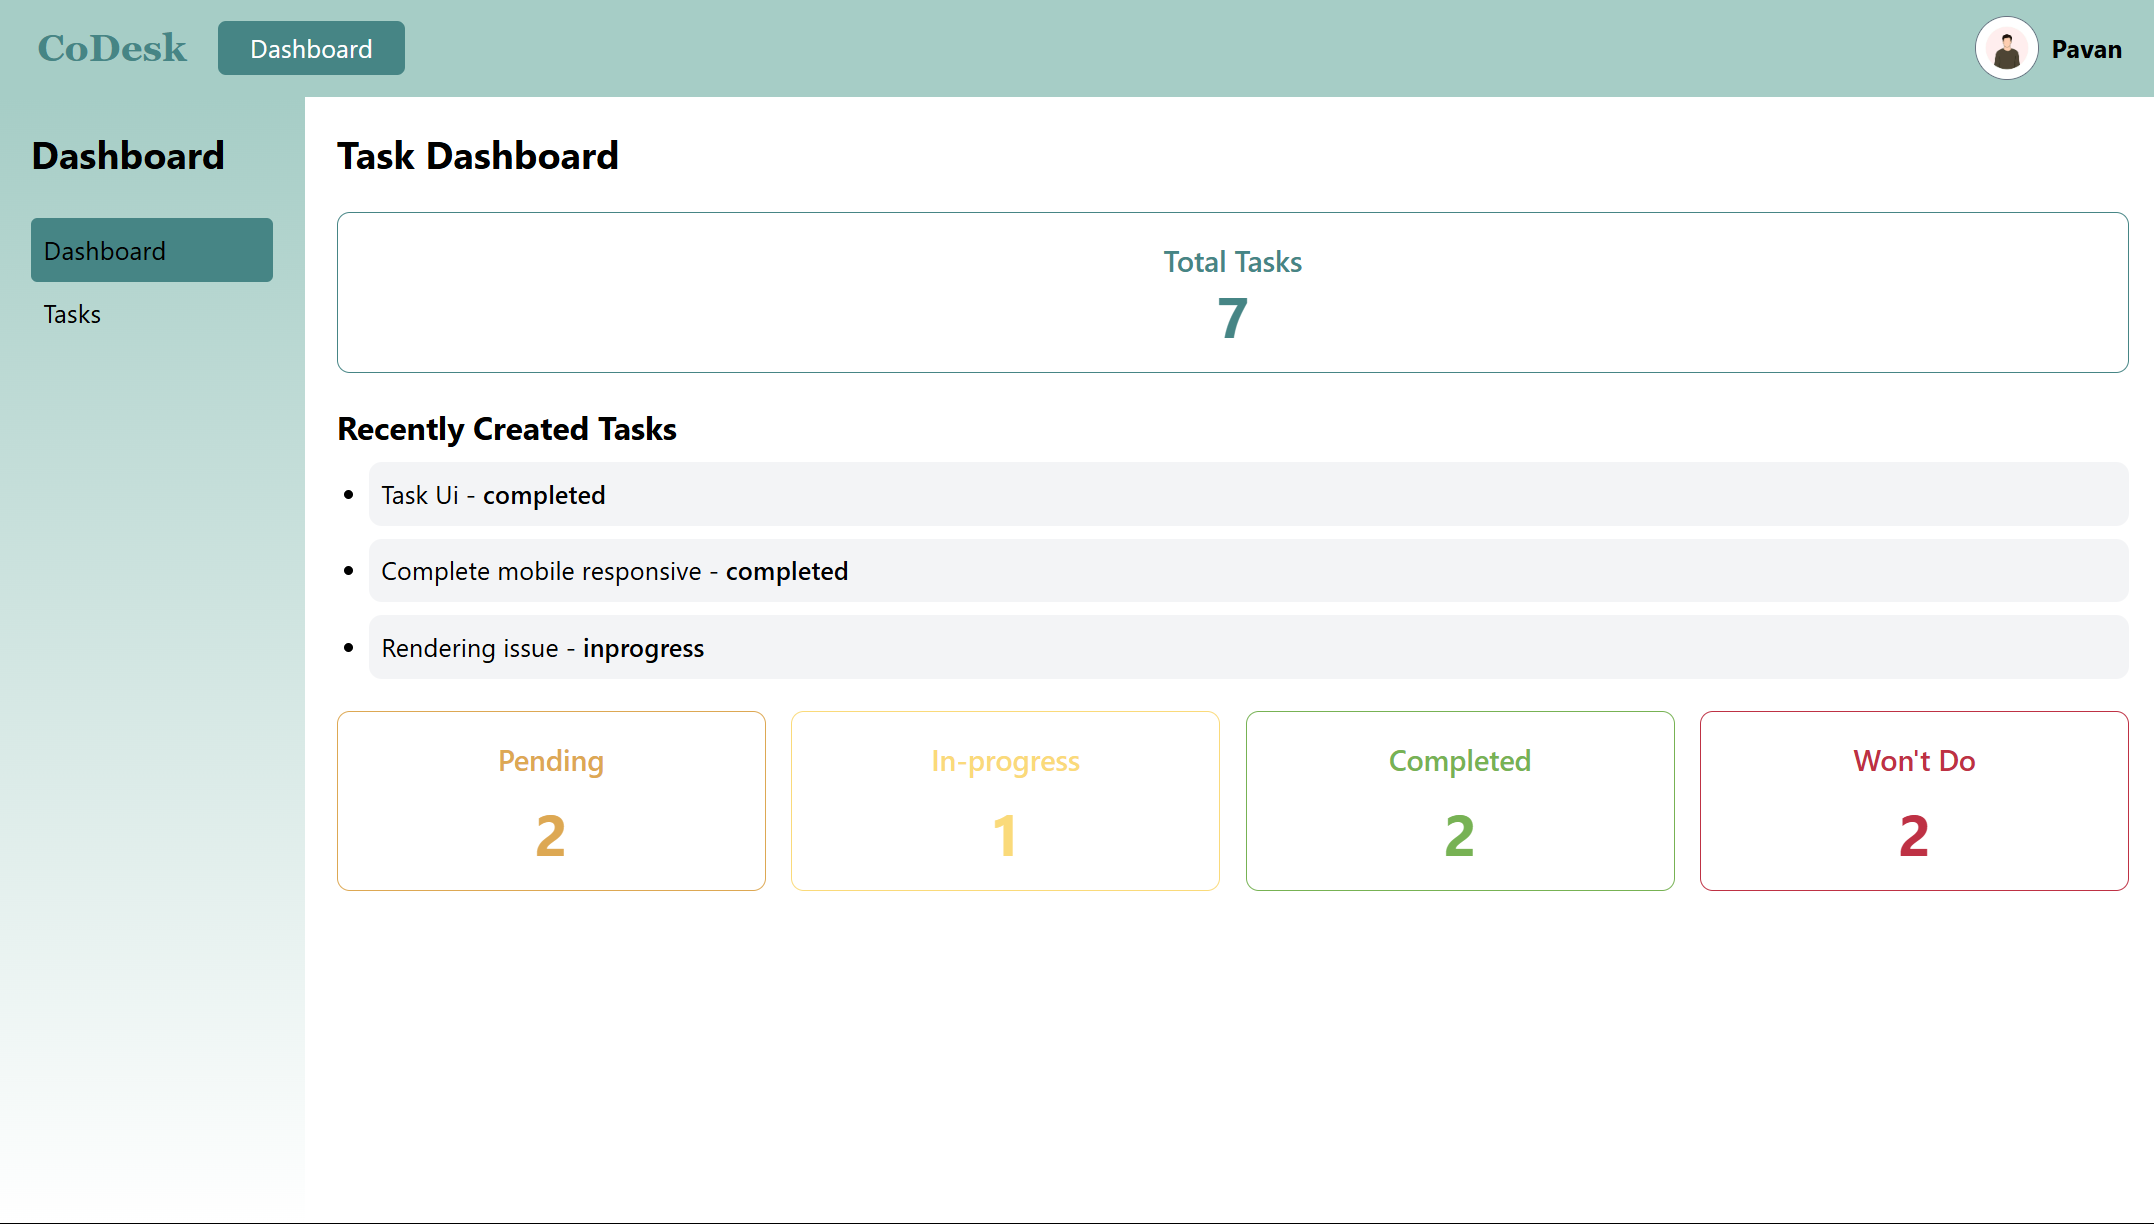 CoDesk Dashboard Pavan
Dashboard
Dashboard
Tasks
Task Dashboard
Total Tasks
7
Recently Created Tasks
• Task Ui - completed
• Complete mobile responsive - completed
• Rendering issue - inprogress
Pending
2
In-progress
1
Completed
2
Won't Do
2